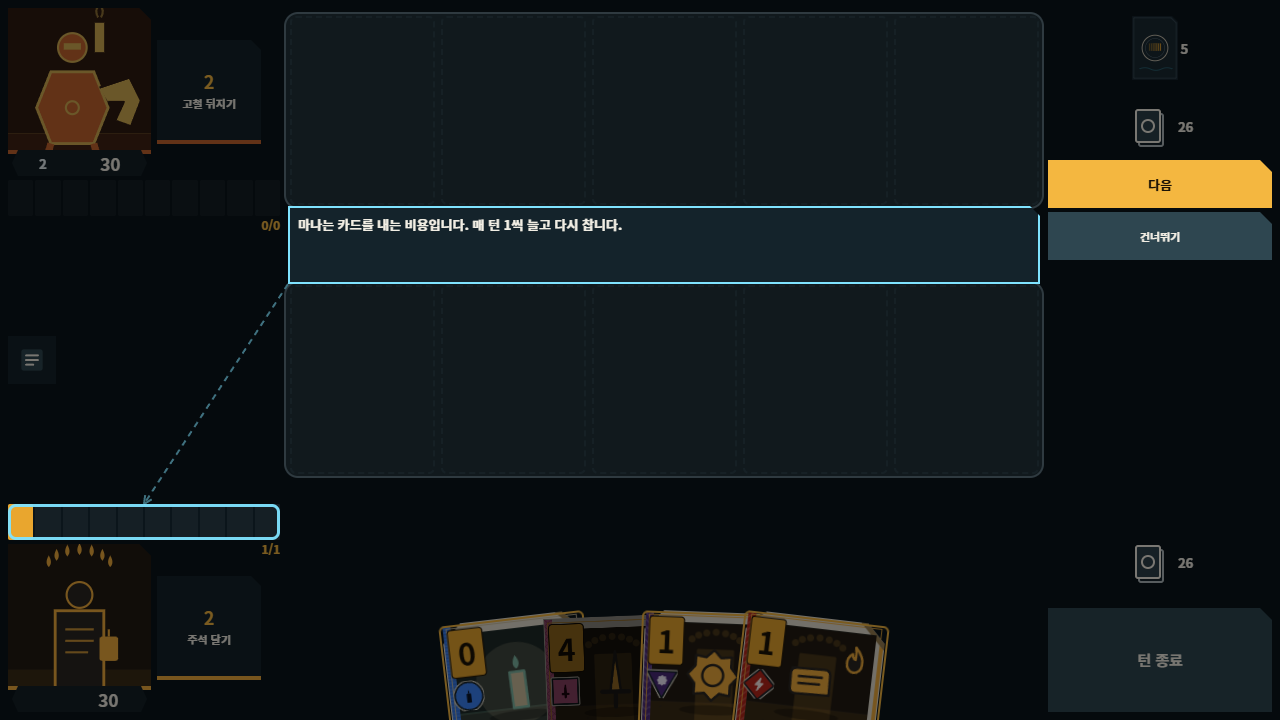 2
고철 뒤지기
2
30
0/0
5
26
다음
건너뛰기
마나는 카드를 내는 비용입니다. 매 턴 1씩 늘고 다시 찹니다.
1/1
2
주석 달기
30
0
4
1
1
26
턴 종료